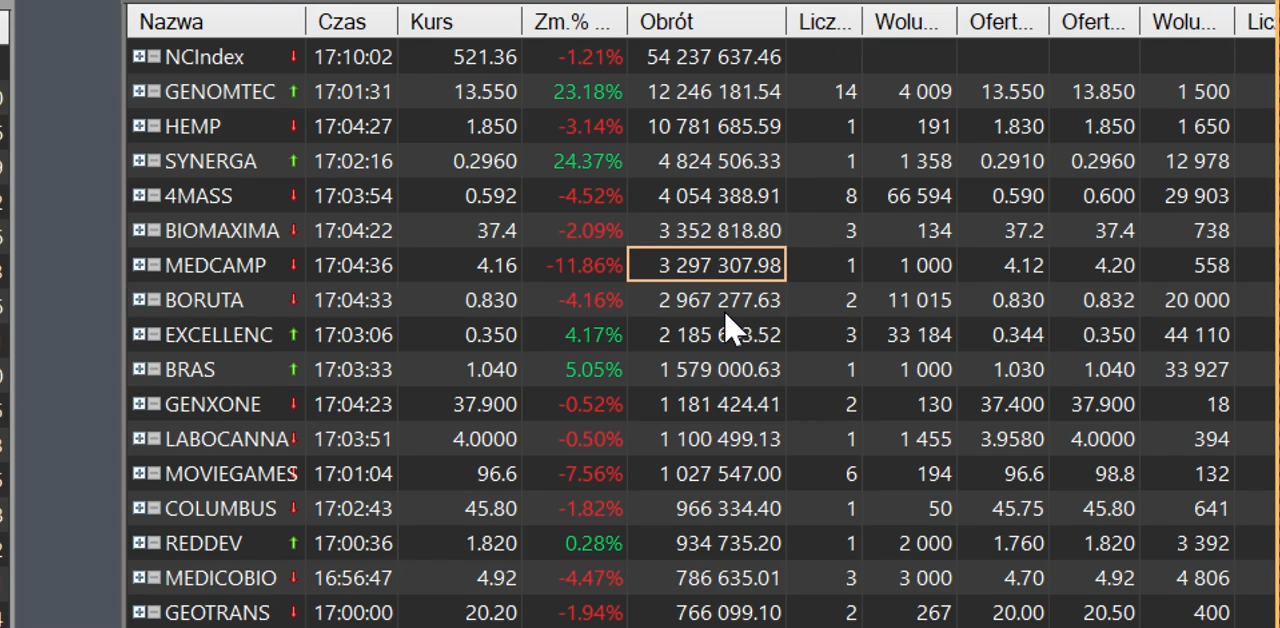 Nazwa Czas Kurs Zm.% ... Obrót Licz... Wolu... Ofert... Ofert... Wolu... Lic
NCIndex 17:10:02 521.36 -1.21% 54 237 637.46
GENOMTEC 17:01:31 13.550 23.18% 12 246 181.54 14 4 009 13.550 13.850 1 500
HEMP 17:04:27 1.850 -3.14% 10 781 685.59 1 191 1.830 1.850 1 650
SYNERGA 17:02:16 0.2960 24.37% 4 824 506.33 1 1 358 0.2910 0.2960 12 978
4MASS 17:03:54 0.592 -4.52% 4 054 388.91 8 66 594 0.590 0.600 29 903
BIOMAXIMA 17:04:22 37.4 -2.09% 3 352 818.80 3 134 37.2 37.4 738
MEDCAMP 17:04:36 4.16 -11.86% 3 297 307.98 1 1 000 4.12 4.20 558
BORUTA 17:04:33 0.830 -4.16% 2 967 277.63 2 11 015 0.830 0.832 20 000
EXCELLENC 17:03:06 0.350 4.17% 2 185 3.52 3 33 184 0.344 0.350 44 110
BRAS 17:03:33 1.040 5.05% 1 579 000.63 1 1 000 1.030 1.040 33 927
GENXONE 17:04:23 37.900 -0.52% 1 181 424.41 2 130 37.400 37.900 18
LABOCANNA 17:03:51 4.0000 -0.50% 1 100 499.13 1 1 455 3.9580 4.0000 394
MOVIEGAMES 17:01:04 96.6 -7.56% 1 027 547.00 6 194 96.6 98.8 132
COLUMBUS 17:02:43 45.80 -1.82% 966 334.40 1 50 45.75 45.80 641
REDDEV 17:00:36 1.820 0.28% 934 735.20 1 2 000 1.760 1.820 3 392
MEDICOBIO 16:56:47 4.92 -4.47% 786 635.01 3 3 000 4.70 4.92 4 806
GEOTRANS 17:00:00 20.20 -1.94% 766 099.10 2 267 20.00 20.50 400